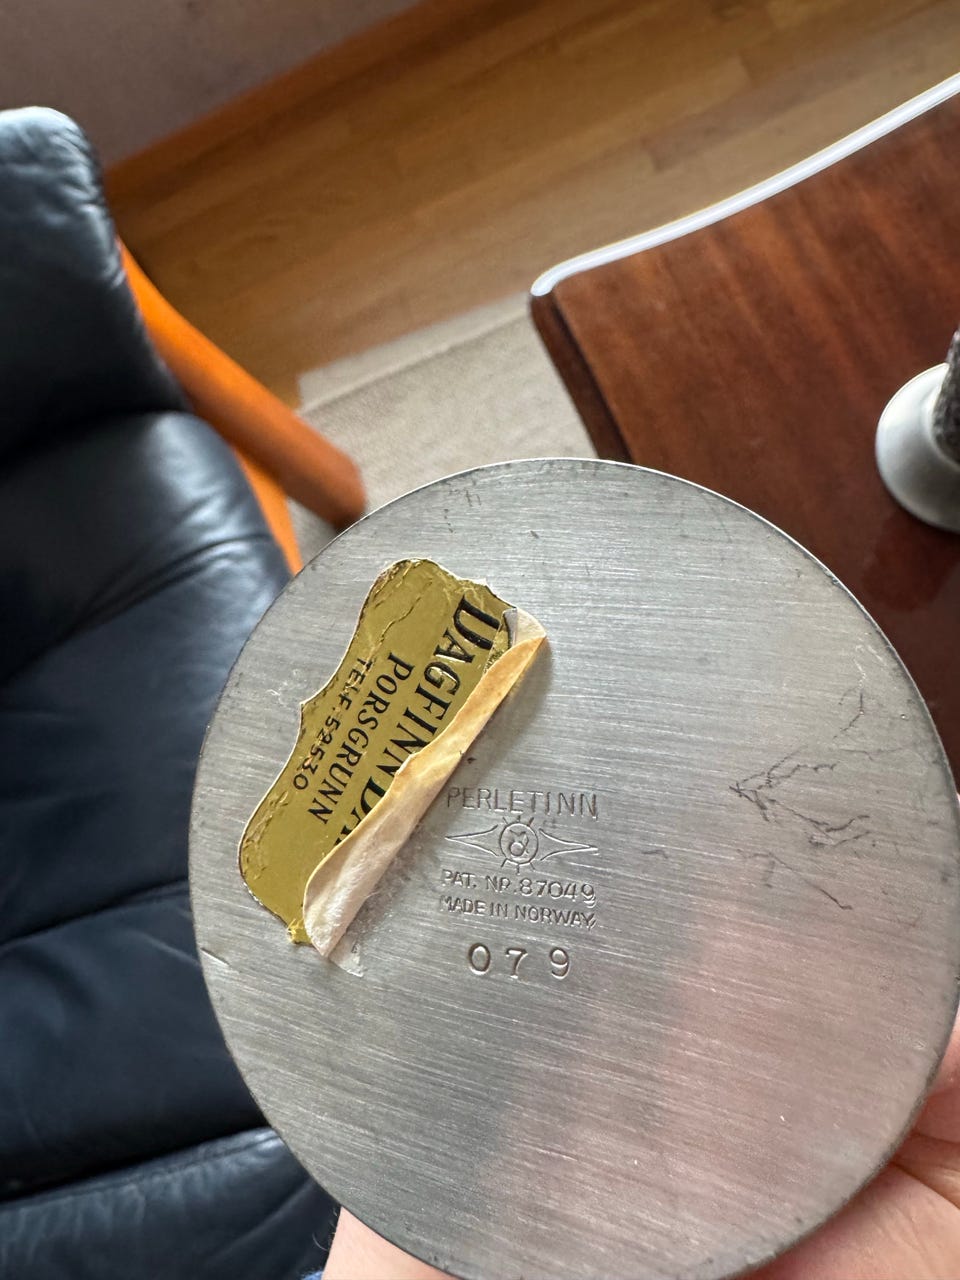 DAGFINN
PORSGRUNN
TELF. 52530
PERLETINN
PAT. NR. 87049
MADE IN NORWAY
079